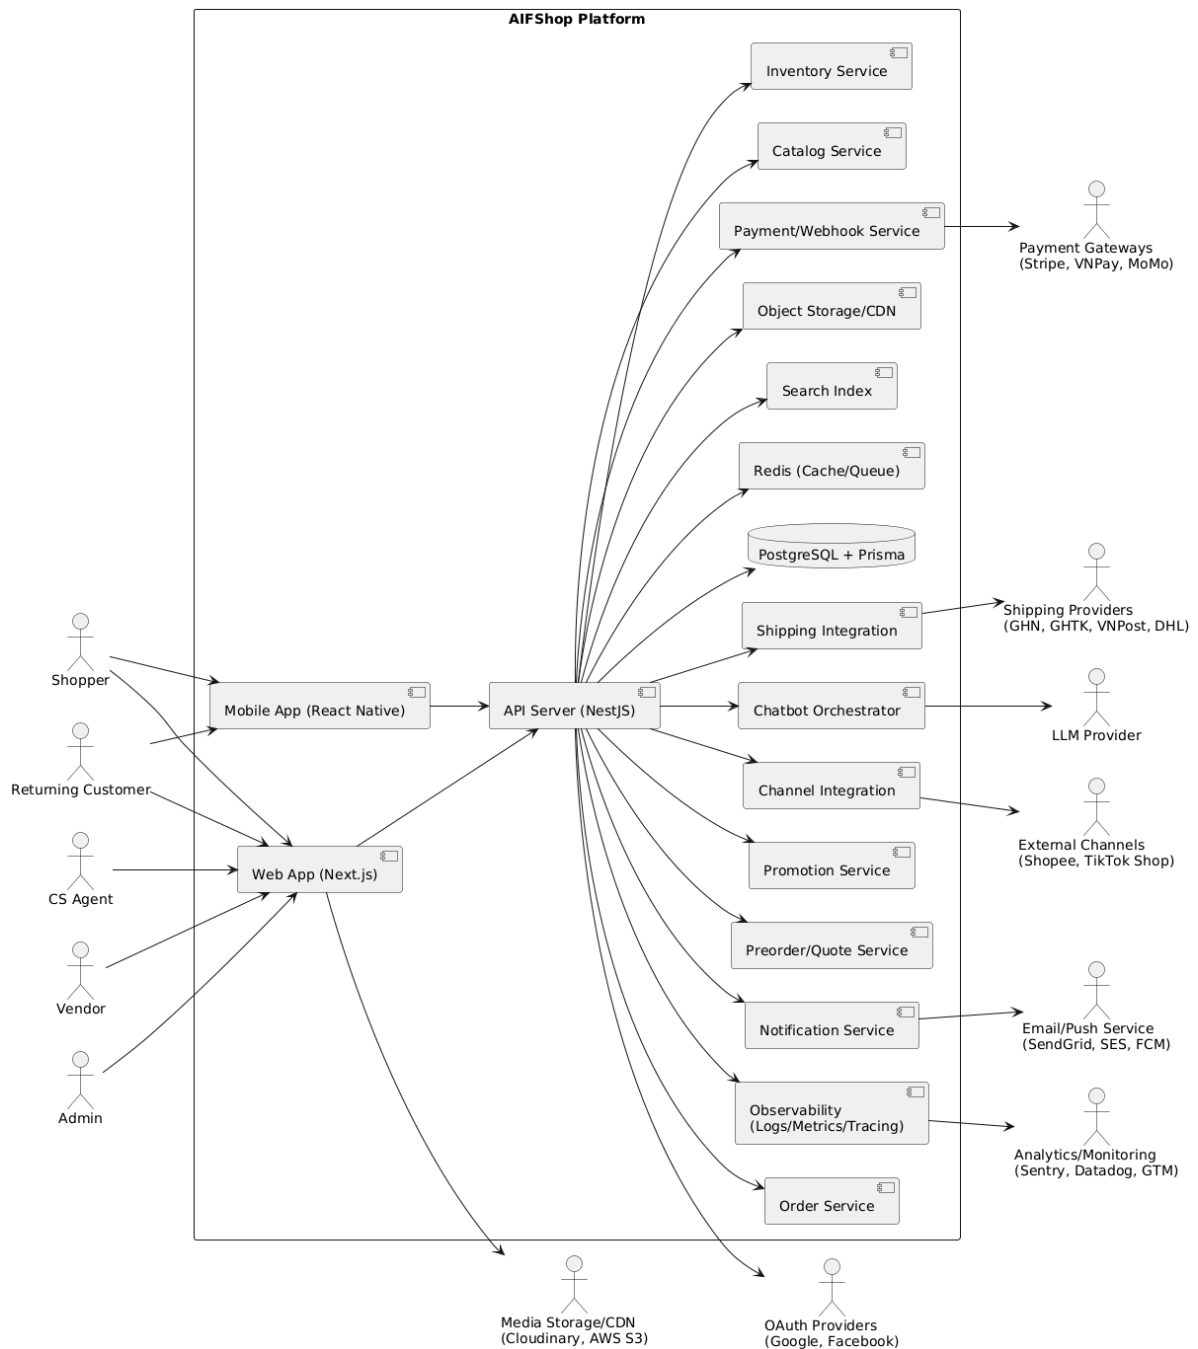 AIFShop Platform
Inventory Service
Catalog Service
Payment/Webhook Service
Payment Gateways
(Stripe, VNPay, MoMo)
Object Storage/CDN
Search Index
Redis (Cache/Queue)
PostgreSQL + Prisma
Shipping Integration
Shipping Providers
(GHN, GHTK, VNPost, DHL)
Shopper
Mobile App (React Native)
API Server (NestJS)
Chatbot Orchestrator
LLM Provider
Returning Customer
Channel Integration
External Channels
(Shopee, TikTok Shop)
Web App (Next.js)
Promotion Service
CS Agent
Preorder/Quote Service
Vendor
Notification Service
Email/Push Service
(SendGrid, SES, FCM)
Admin
Observability
(Logs/Metrics/Tracing)
Analytics/Monitoring
(Sentry, Datadog, GTM)
Order Service
Media Storage/CDN
(Cloudinary, AWS S3)
OAuth Providers
(Google, Facebook)